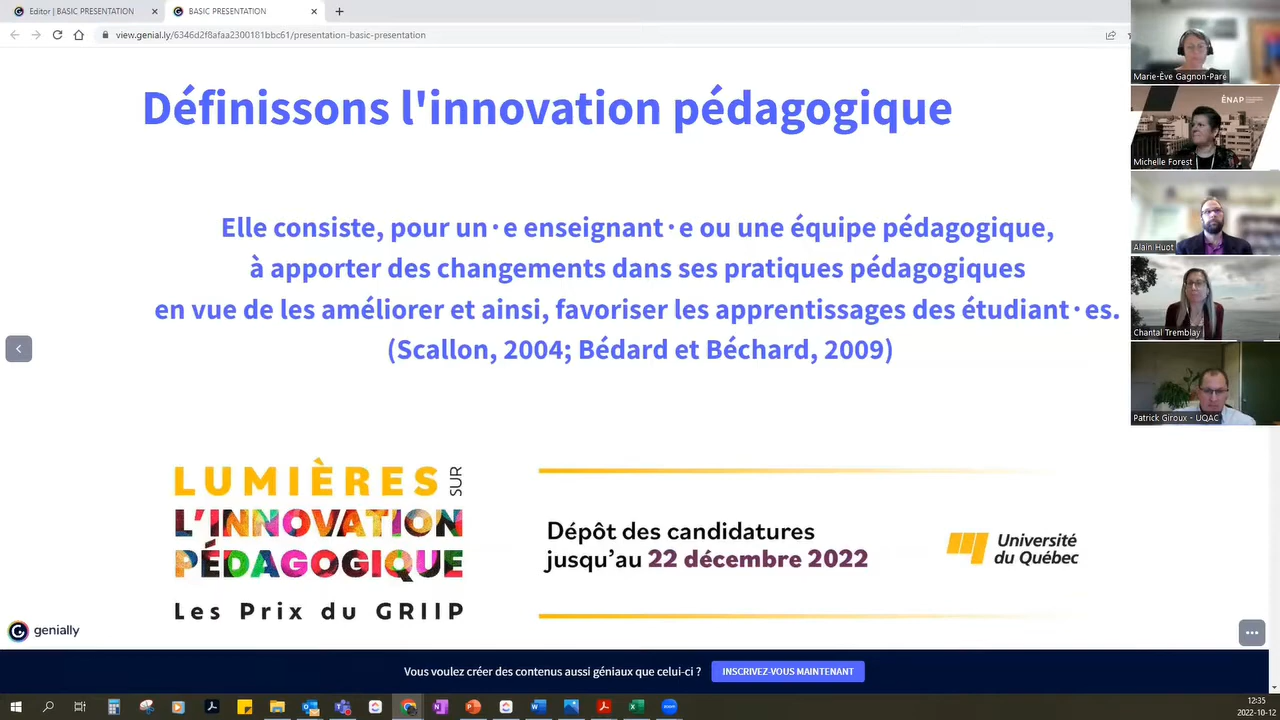 Editor | BASIC PRESENTATION
BASIC PRESENTATION
view.genial.ly/6346d2f8afaa2300181bbc61/presentation-basic-presentation
Définissons l'innovation pédagogique
Elle consiste, pour un·e enseignant·e ou une équipe pédagogique,
à apporter des changements dans ses pratiques pédagogiques
en vue de les améliorer et ainsi, favoriser les apprentissages des étudiant·es.
(Scallon, 2004; Bédard et Béchard, 2009)
LUMIÈRES SUR
L'INNOVATION
PÉDAGOGIQUE
Les Prix du GRIIP
Dépôt des candidatures
jusqu'au 22 décembre 2022
Université
du Québec
genially
Vous voulez créer des contenus aussi géniaux que celui-ci ?
INSCRIVEZ-VOUS MAINTENANT
Marie-Ève Gagnon-Paré
ÉNAP
Michelle Forest
Alain Huot
Chantal Tremblay
Patrick Giroux - UQAC
12:35
2022-10-12